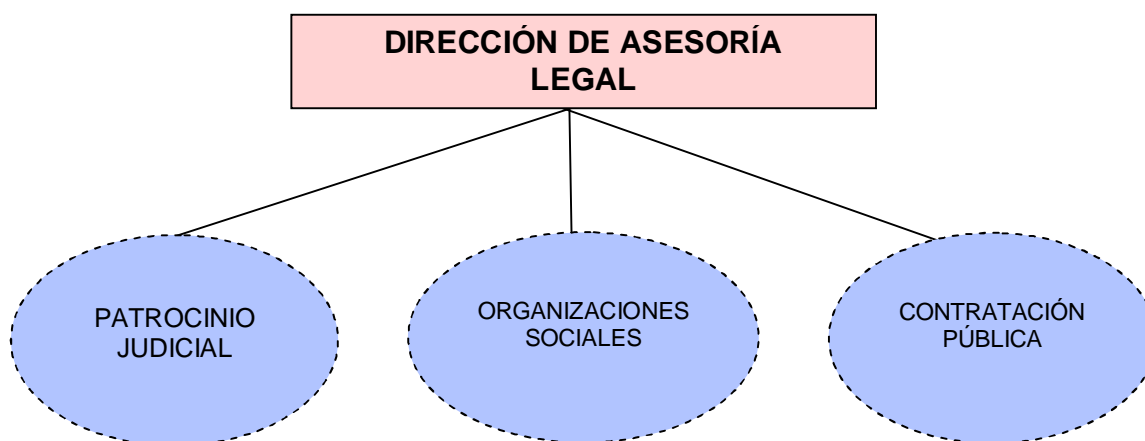 DIRECCIÓN DE ASESORÍA
LEGAL
PATROCINIO
JUDICIAL
ORGANIZACIONES
SOCIALES
CONTRATACIÓN
PÚBLICA